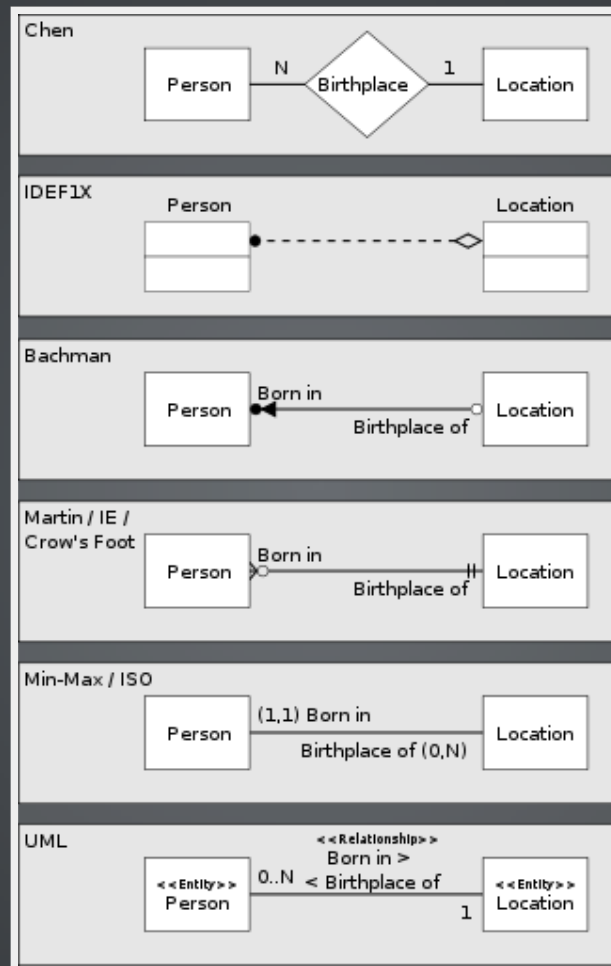 Chen
Person
N
Birthplace
1
Location
IDEF1X
Person
Location
Bachman
Person
Born in
Birthplace of
Location
Martin / IE /
Crow's Foot
Person
Born in
Birthplace of
Location
Min-Max / ISO
Person
(1,1) Born in
Birthplace of (0,N)
Location
UML
<<Entity>>
Person
0..N
<<Relationship>>
Born in >
< Birthplace of
1
<<Entity>>
Location